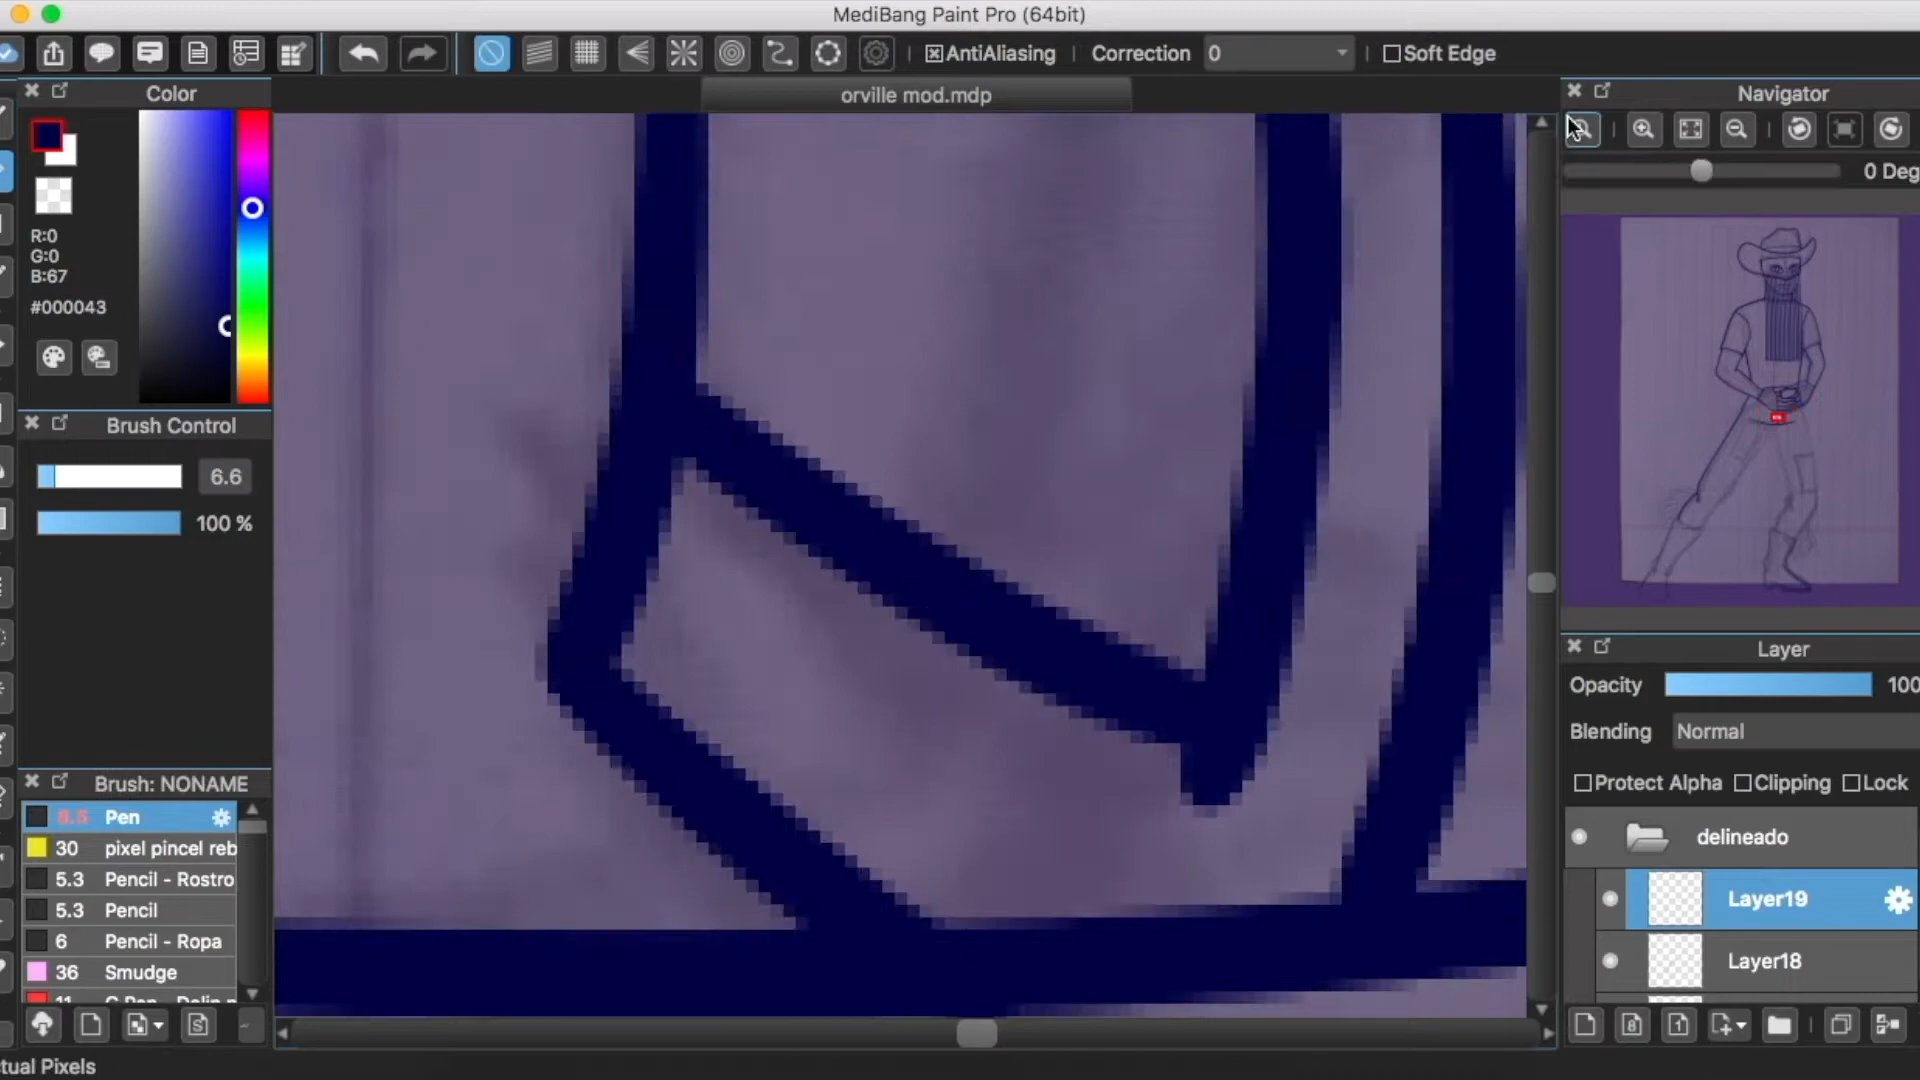 MediBang Paint Pro (64bit)
AntiAliasing
Correction 0
Soft Edge
Color
orville mod.mdp
Navigator
0 Deg
R:0
G:0
B:67
#000043
Brush Control
6.6
100 %
Layer
Opacity 100
Blending Normal
Protect Alpha Clipping Lock
Brush: NONAME
Pen
30 pixel pincel reb
5.3 Pencil - Rostro
5.3 Pencil
6 Pencil - Ropa
36 Smudge
delineado
Layer19
Layer18
tual Pixels